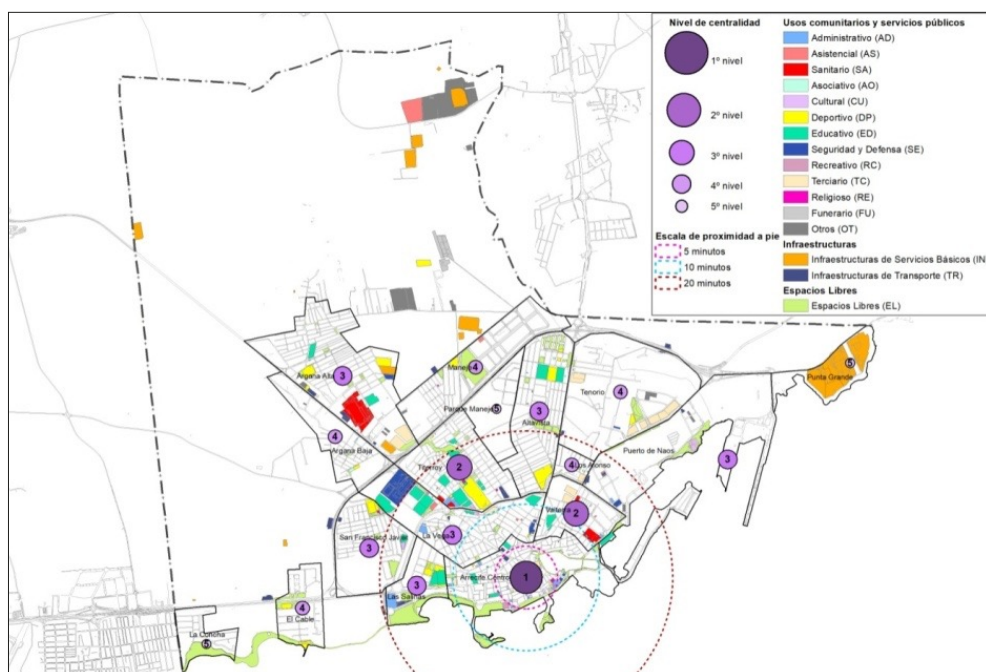 Nivel de centralidad
1º nivel
2º nivel
3º nivel
4º nivel
5º nivel
Escala de proximidad a pie
5 minutos
10 minutos
20 minutos
Usos comunitarios y servicios públicos
Administrativo (AD)
Asistencial (AS)
Sanitario (SA)
Asociativo (AO)
Cultural (CU)
Deportivo (DP)
Educativo (ED)
Seguridad y Defensa (SE)
Recreativo (RC)
Terciario (TC)
Religioso (RE)
Funerario (FU)
Otros (OT)
Infraestructuras
Infraestructuras de Servicios Básicos (IN
Infraestructuras de Transporte (TR)
Espacios Libres
Espacios Libres (EL)
5
Punta Grande
Maneje 4
Argana Alta 3
4
Tenorio
Parque Maneje 5
3
Altavista
4
Argana Baja
Puerto de Naos
3
Titerroy 2
4
2
La Vega 3
San Francisco Javier
3
Arrecife Centro 1
3
Las Salinas
4
El Cable
La Concha
5